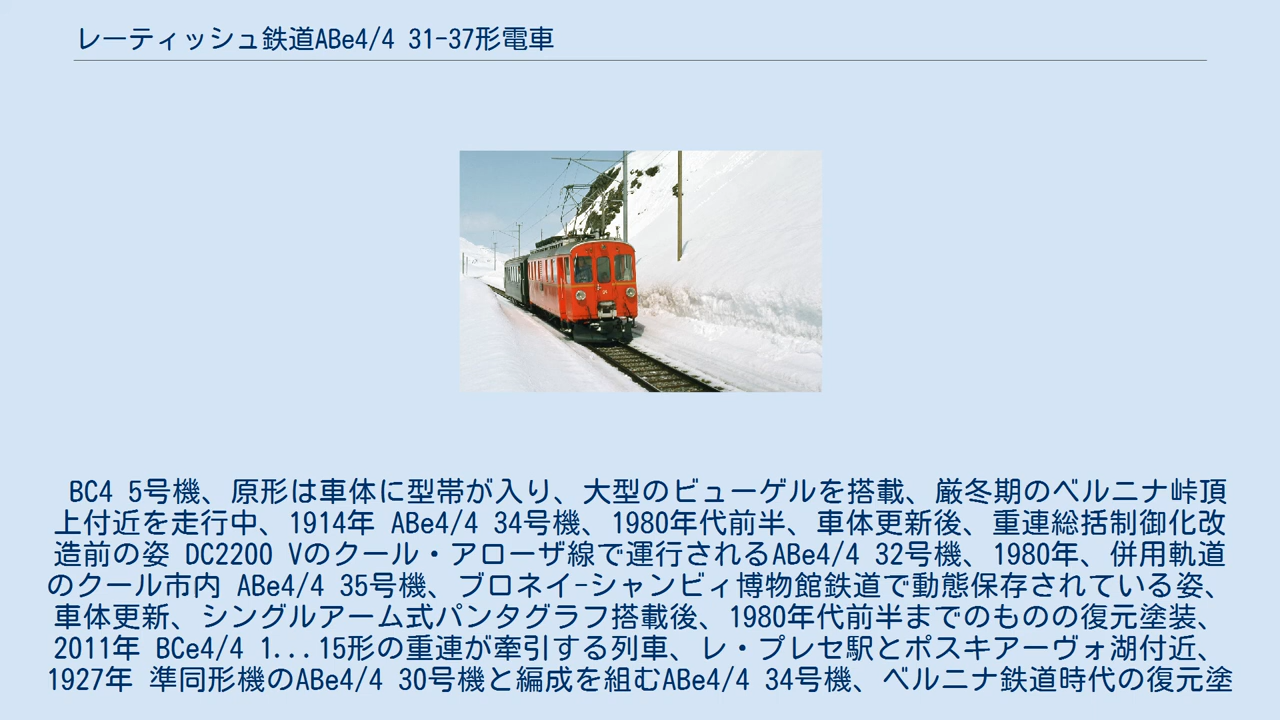 レーティッシュ鉄道ABe4/4 31-37形電車
BC4 5号機、原形は車体に型帯が入り、大型のビューゲルを搭載、厳冬期のベルニナ峠頂
上付近を走行中、1914年 ABe4/4 34号機、1980年代前半、車体更新後、重連総括制御化改
造前の姿 DC2200 Vのクール・アローザ線で運行されるABe4/4 32号機、1980年、併用軌道
のクール市内 ABe4/4 35号機、ブロネイ-シャンビィ博物館鉄道で動態保存されている姿、
車体更新、シングルアーム式パンタグラフ搭載後、1980年代前半までのものの復元塗装、
2011年 BCe4/4 1...15形の重連が牽引する列車、レ・プレセ駅とポスキアーヴォ湖付近、
1927年 準同形機のABe4/4 30号機と編成を組むABe4/4 34号機、ベルニナ鉄道時代の復元塗